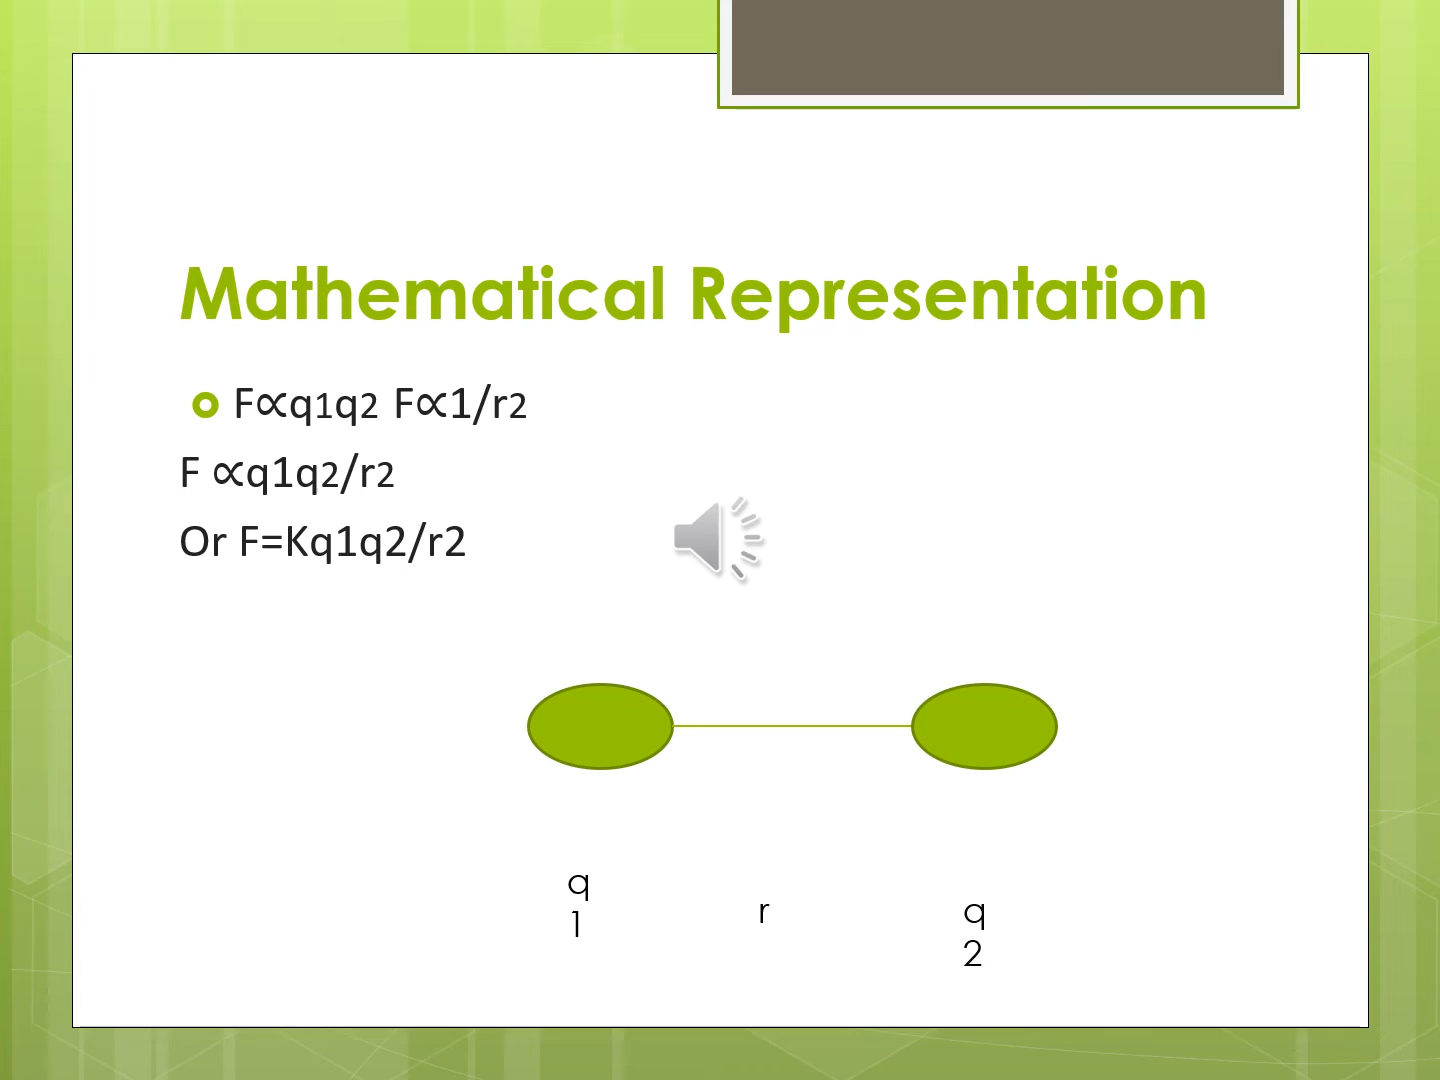 Mathematical Representation
F∝q1q2 F∝1/r2
F ∝q1q2/r2
Or F=Kq1q2/r2
q
1
r
q
2